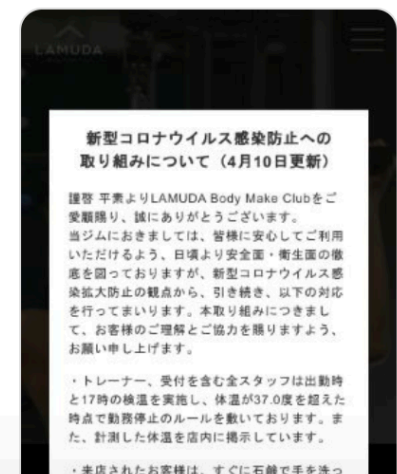 LAMUDA
新型コロナウイルス感染防止への
取り組みについて（4月10日更新）
謹啓 平素よりLAMUDA Body Make Clubをご
愛顧賜り、誠にありがとうございます。
当ジムにおきましては、皆様に安心してご利用
いただけるよう、日頃より安全面・衛生面の徹
底を図っておりますが、新型コロナウイルス感
染拡大防止の観点から、引き続き、以下の対応
を行ってまいります。本取り組みにつきまし
て、お客様のご理解とご協力を賜りますよう、
お願い申し上げます。
・トレーナー、受付を含む全スタッフは出勤時
と17時の検温を実施し、体温が37.0度を超えた
時点で勤務停止のルールを敷いております。ま
た、計測した体温を店内に掲示しています。
・来店されたお客様は、すぐに石鹸で手を洗っ